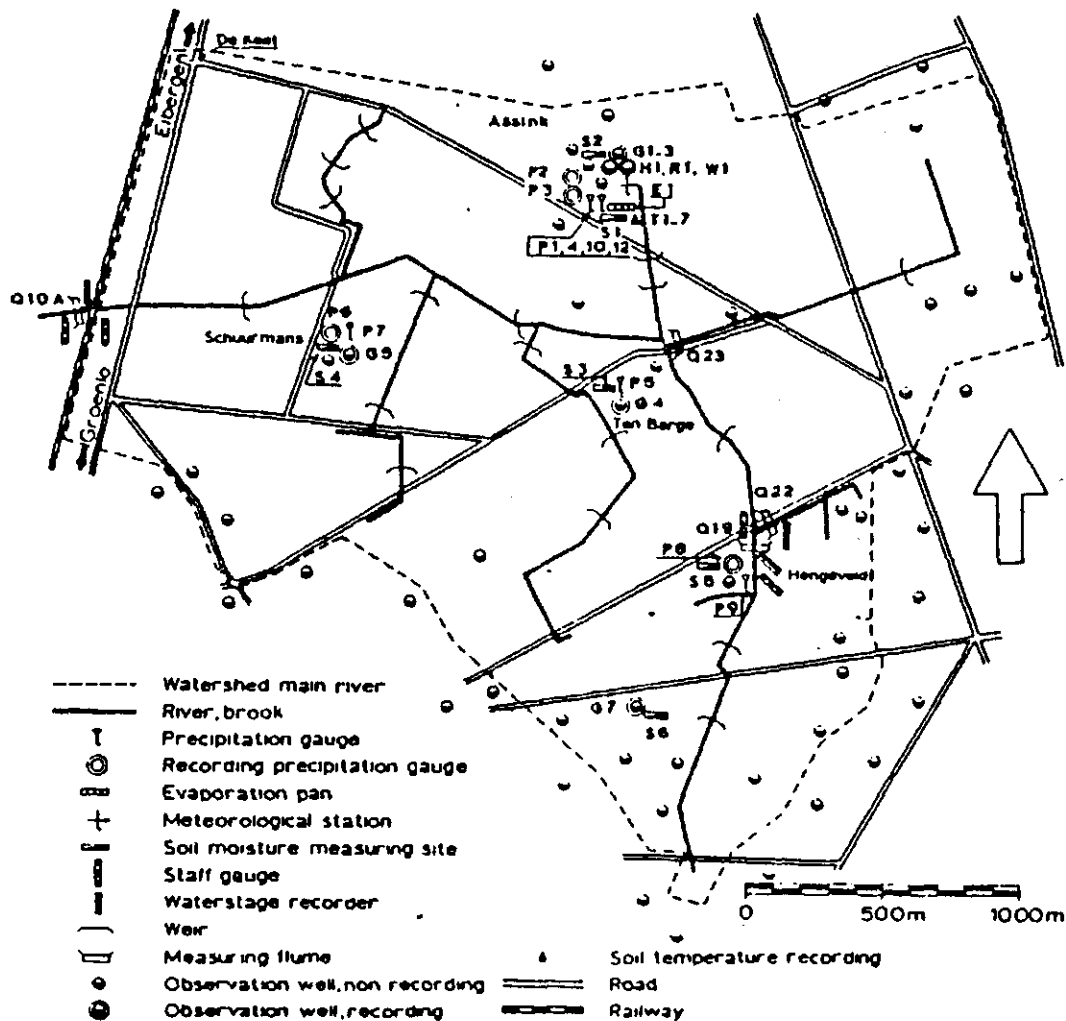 De Kooi
Eibergen
Assink
S2
G1-3
H1, R1, W1
P2
P3
E1
T1-7
S1
P1, 4, 10, 12
Q10A
P6
P7
Schuurmans
G5
S4
Q23
S3
P5
G4
Ten Barge
Groenlo
Q22
Q19
P8
S8
Hengeveld
P9
G7
S6
Watershed main river
River, brook
Precipitation gauge
Recording precipitation gauge
Evaporation pan
Meteorological station
Soil moisture measuring site
Staff gauge
Waterstage recorder
Weir
Measuring flume
Observation well, non recording
Observation well, recording
0 500m 1000m
Soil temperature recording
Road
Railway